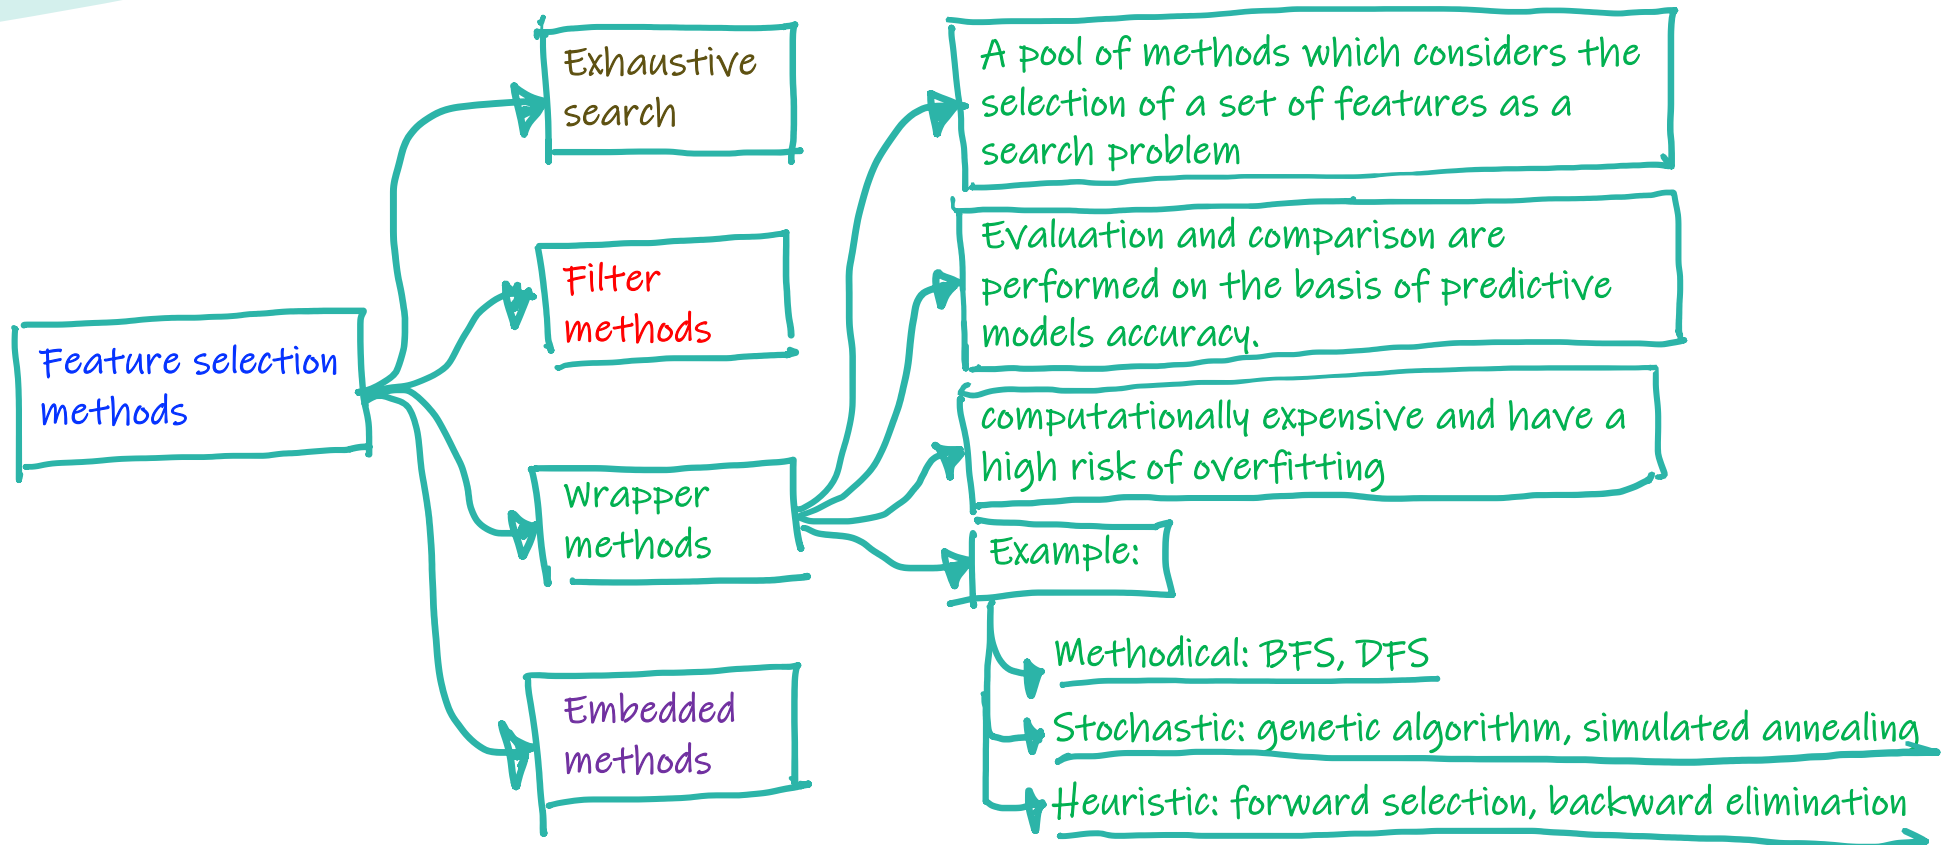 Exhaustive
search
Filter
methods
Feature selection
methods
Wrapper
methods
Embedded
methods
A pool of methods which considers the
selection of a set of features as a
search problem
Evaluation and comparison are
performed on the basis of predictive
models accuracy.
computationally expensive and have a
high risk of overfitting
Example:
Methodical: BFS, DFS
Stochastic: genetic algorithm, simulated annealing
Heuristic: forward selection, backward elimination